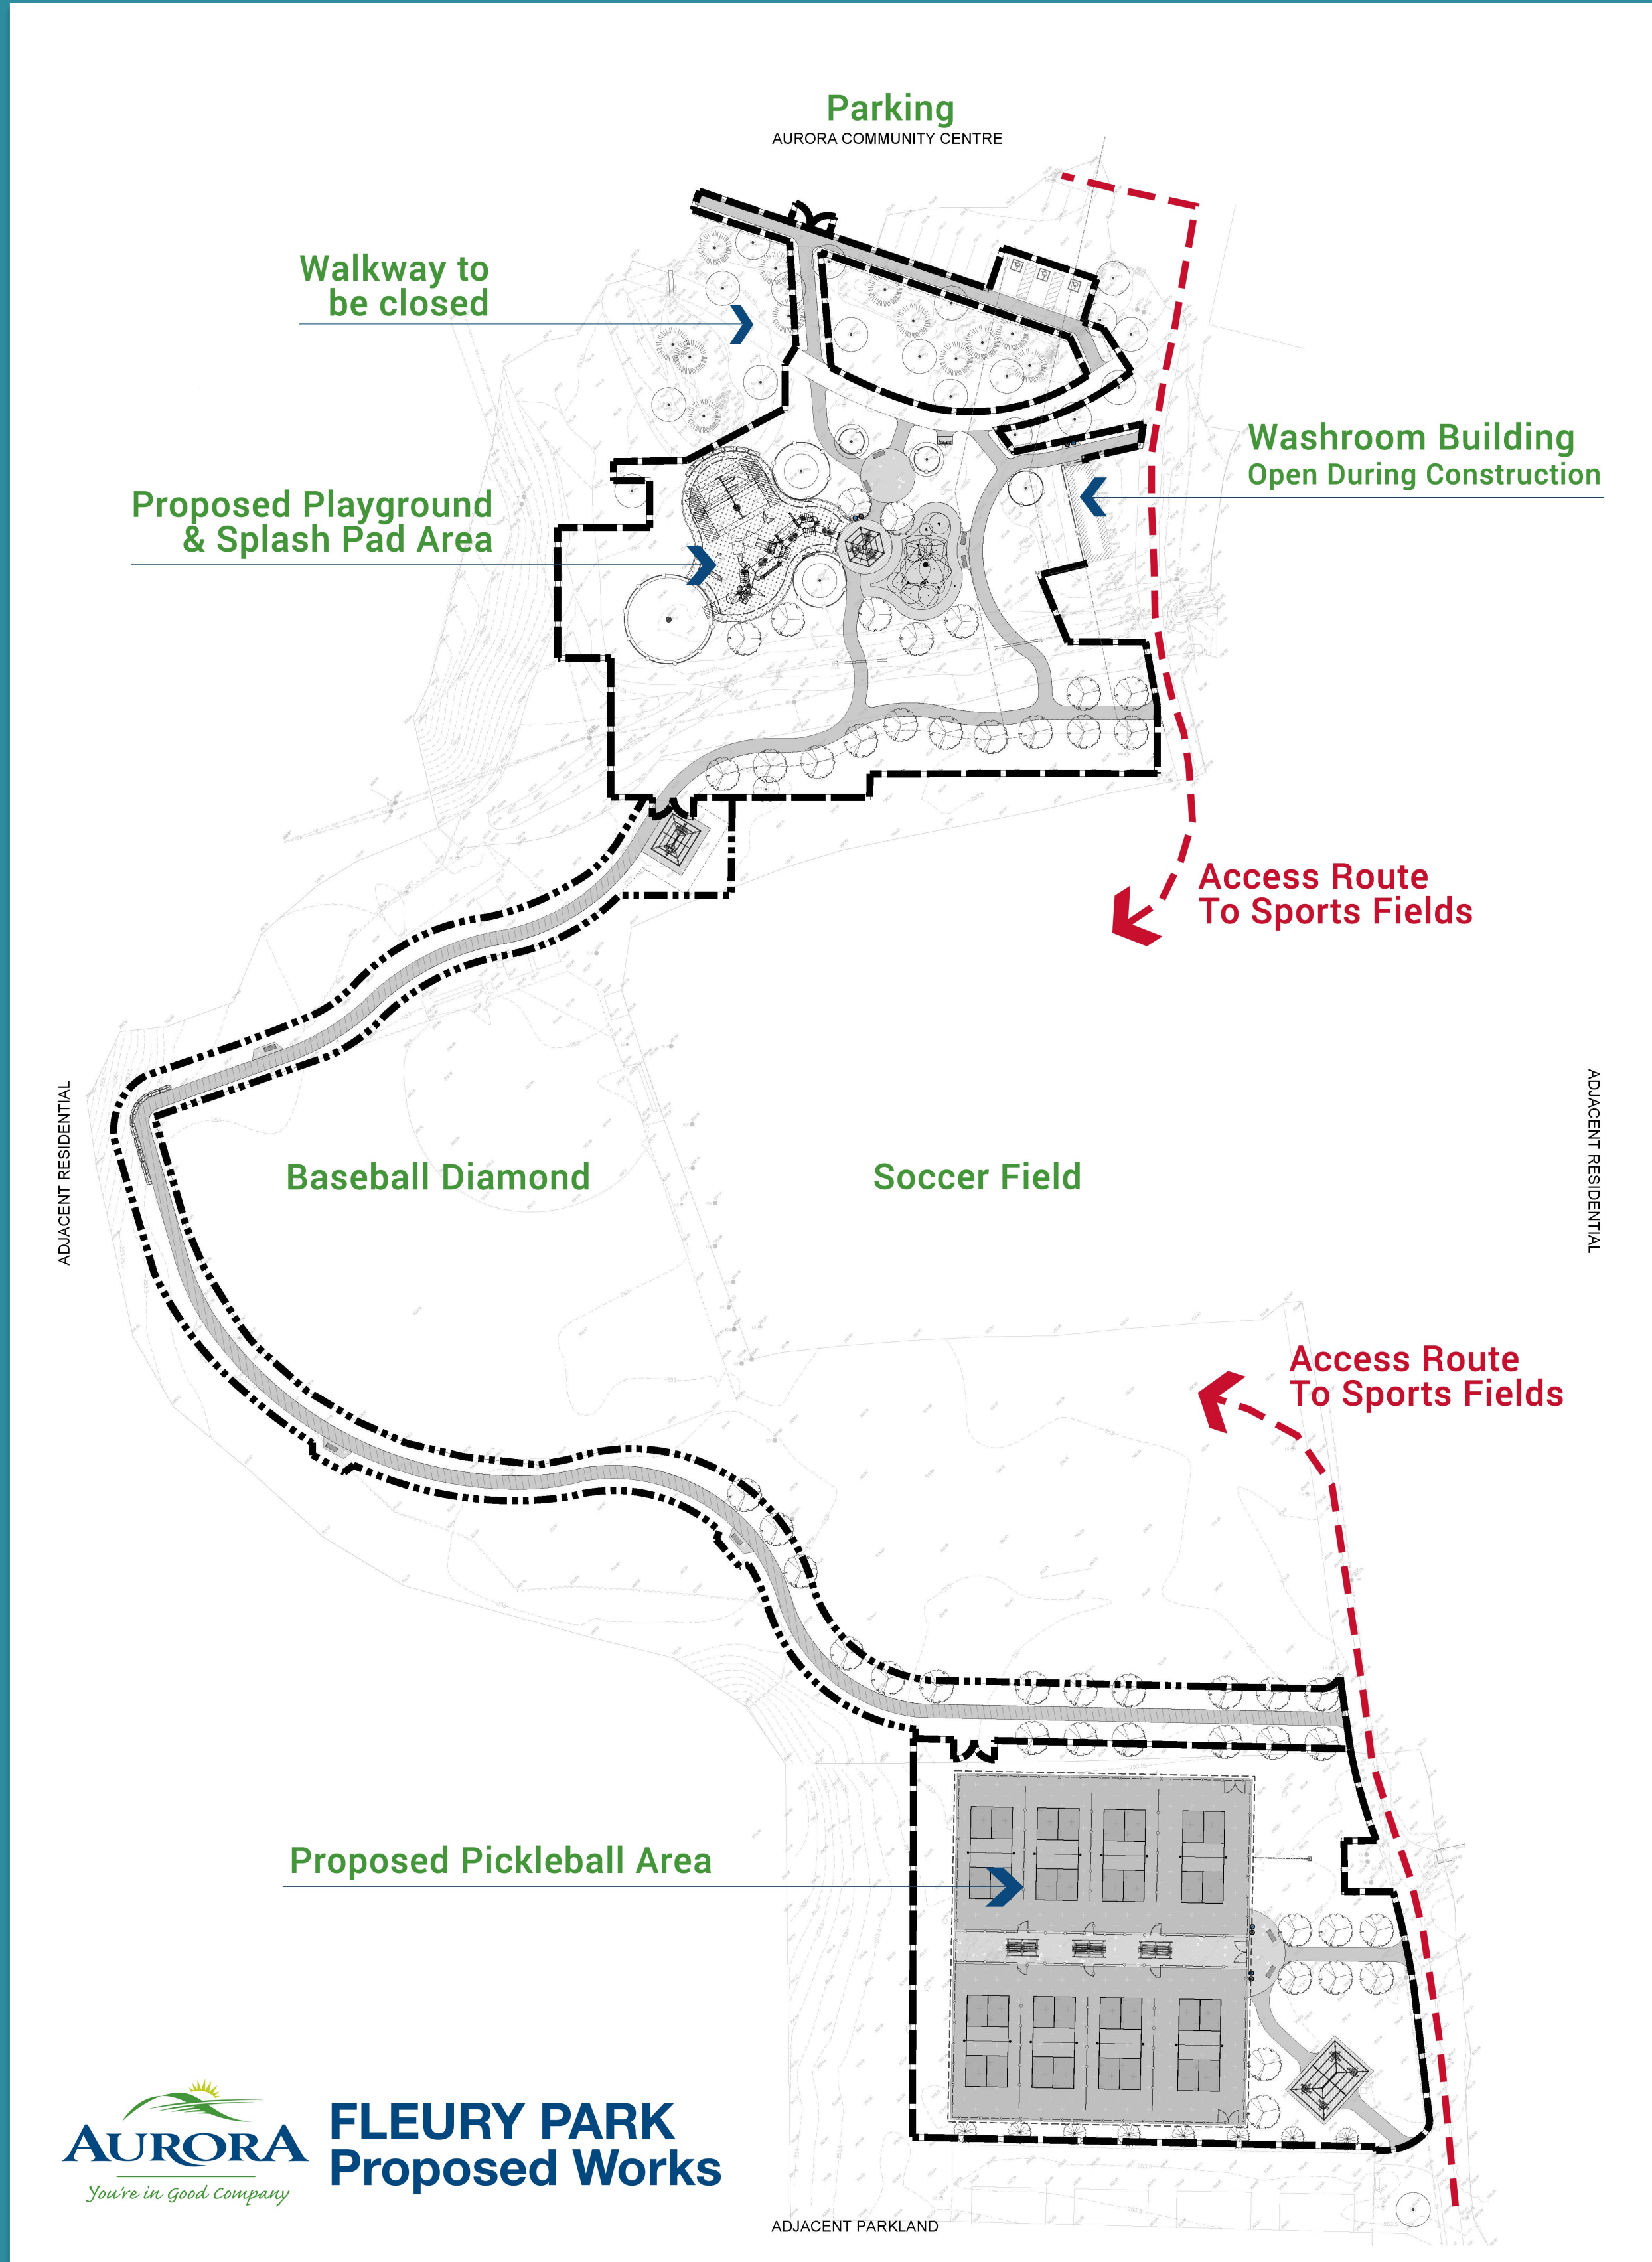 Parking
AURORA COMMUNITY CENTRE
Walkway to
be closed
Washroom Building
Open During Construction
Proposed Playground
& Splash Pad Area
Access Route
To Sports Fields
ADJACENT RESIDENTIAL
ADJACENT RESIDENTIAL
Baseball Diamond
Soccer Field
Access Route
To Sports Fields
Proposed Pickleball Area
AURORA
You're in Good Company
FLEURY PARK
Proposed Works
ADJACENT PARKLAND